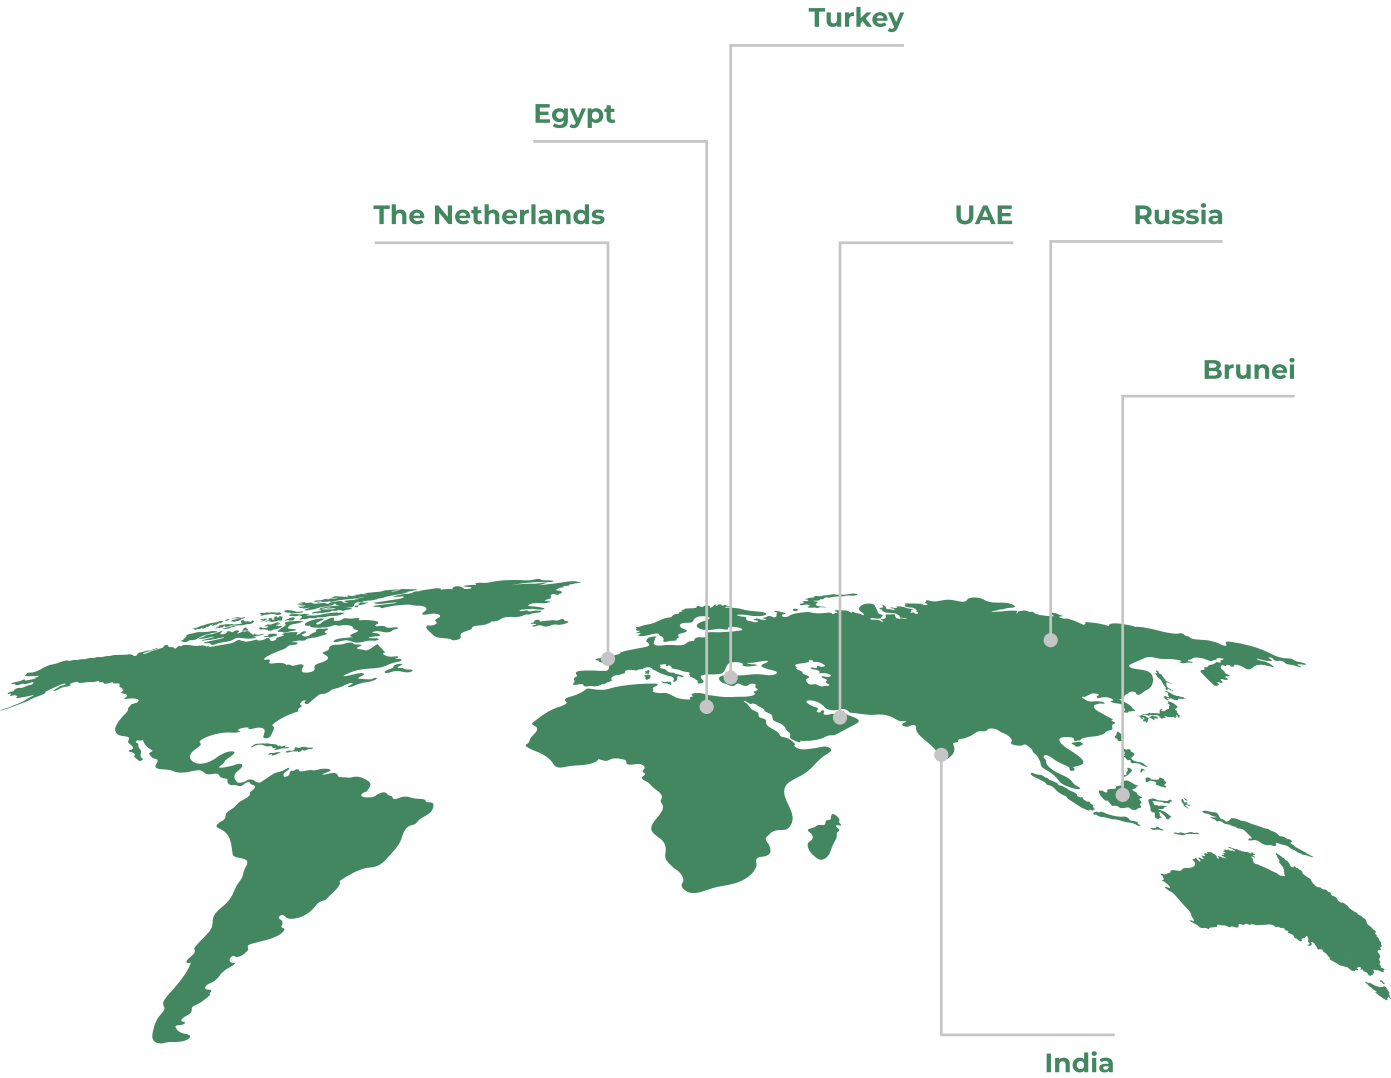 Turkey
Egypt
The Netherlands
UAE
Russia
Brunei
India